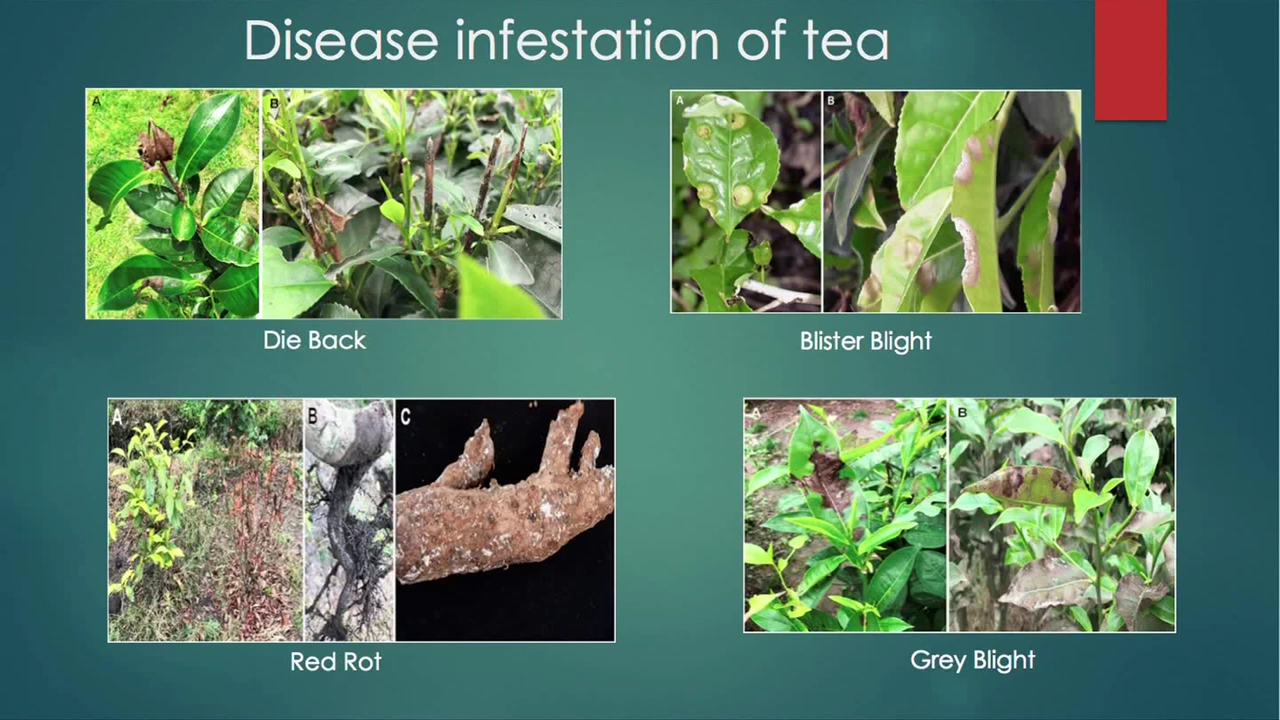 Disease infestation of tea
A B
Die Back
A B
Blister Blight
A B C
Red Rot
A B
Grey Blight